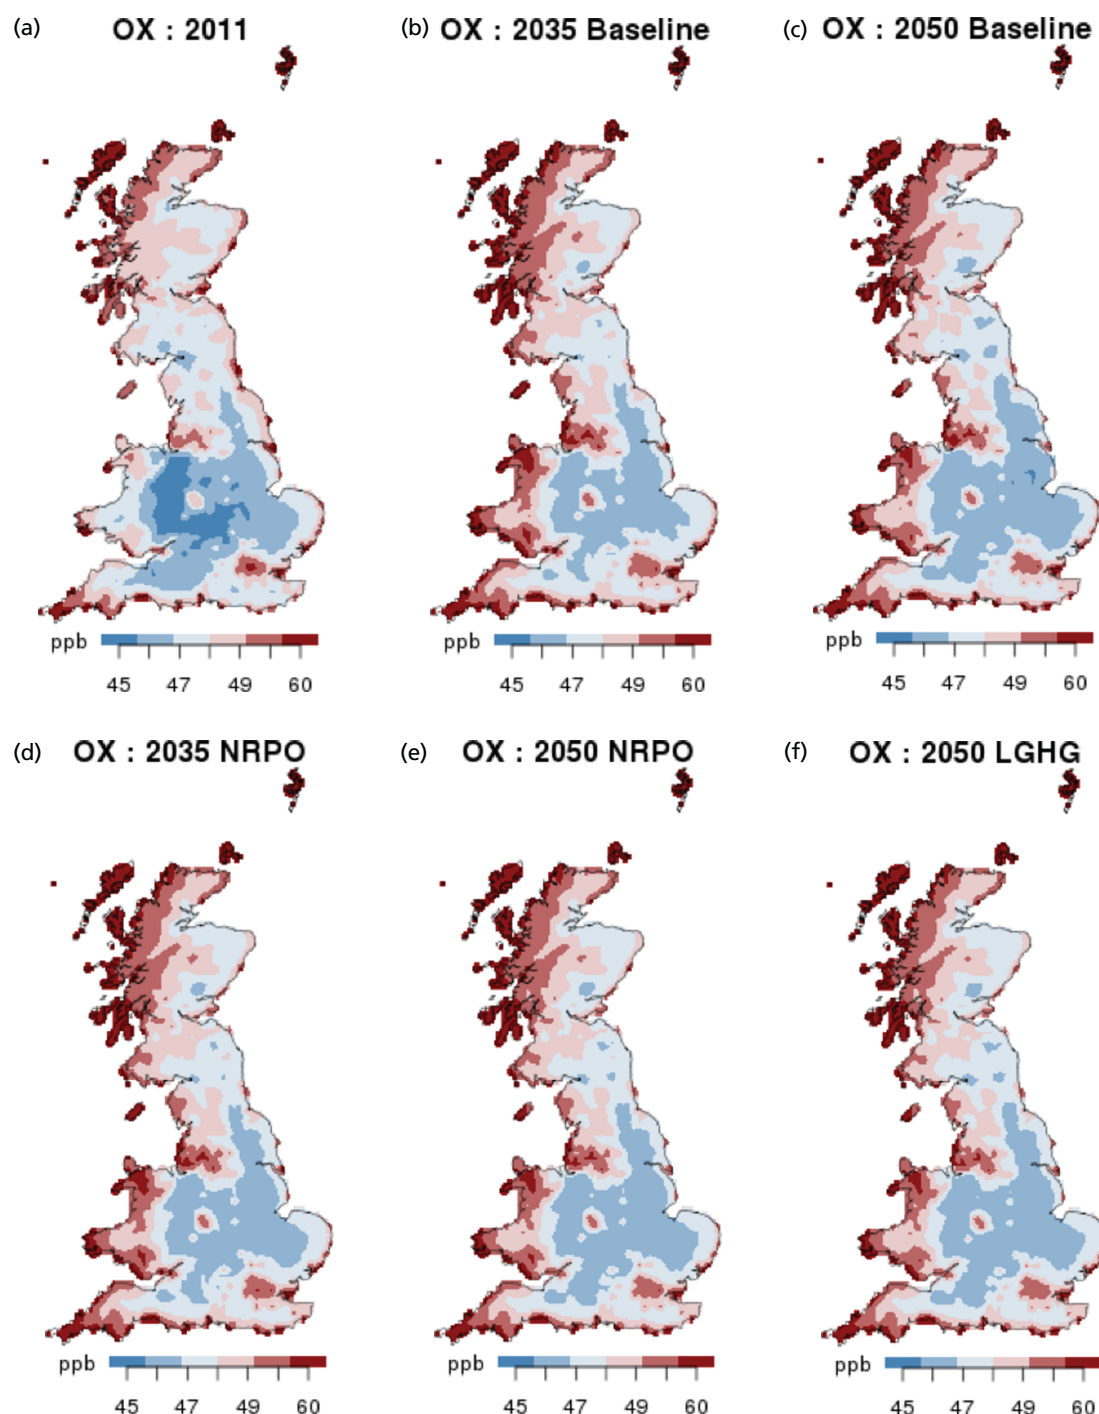 (a) OX : 2011
(b) OX : 2035 Baseline
(c) OX : 2050 Baseline
ppb
45 47 49 60
ppb
45 47 49 60
ppb
45 47 49 60
(d) OX : 2035 NRPO
(e) OX : 2050 NRPO
(f) OX : 2050 LGHG
ppb
45 47 49 60
ppb
45 47 49 60
ppb
45 47 49 60